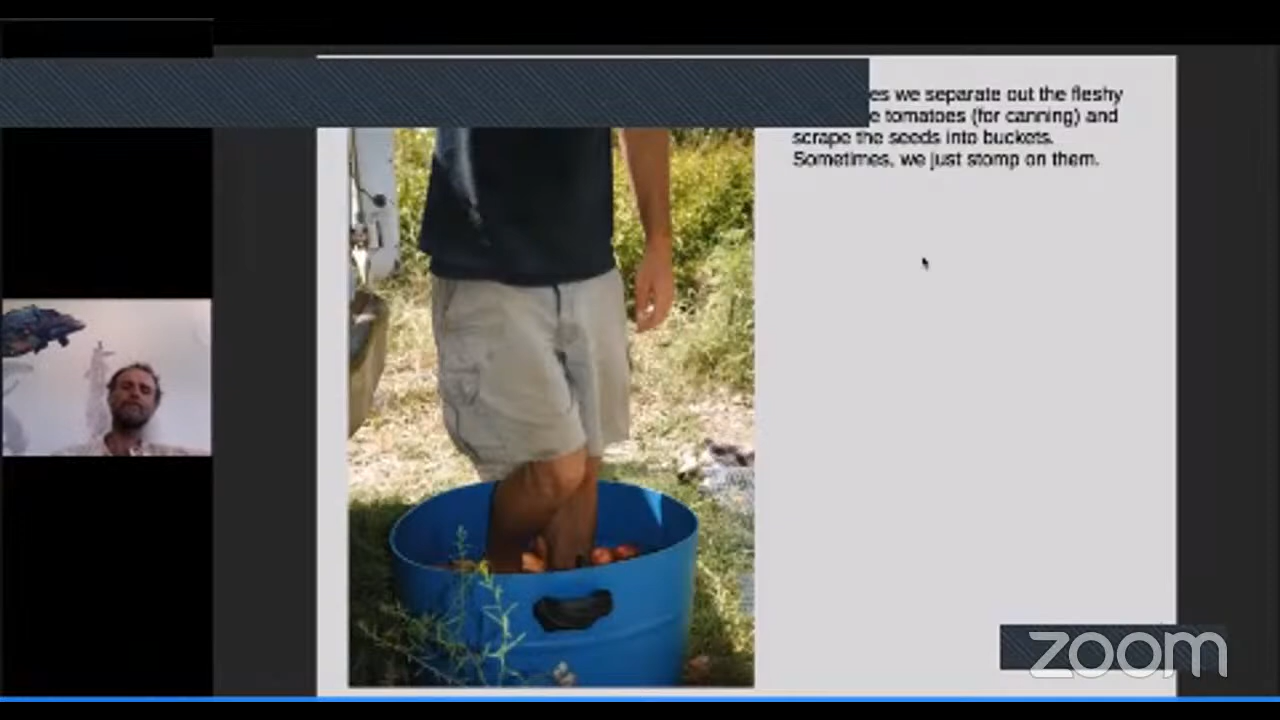 es we separate out the fleshy
e tomatoes (for canning) and
scrape the seeds into buckets.
Sometimes, we just stomp on them.
zoom